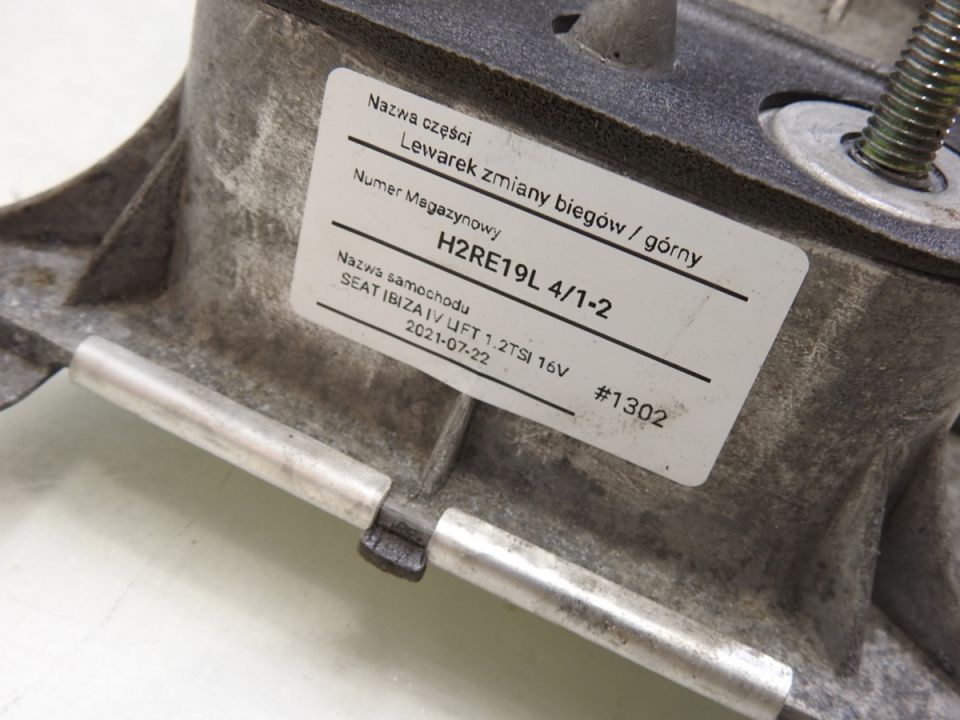 Nazwa części
Lewarek zmiany biegów / górny
Numer Magazynowy
H2RE19L 4/1-2
Nazwa samochodu
SEAT IBIZA IV LIFT 1.2TSI 16V
2021-07-22
#1302